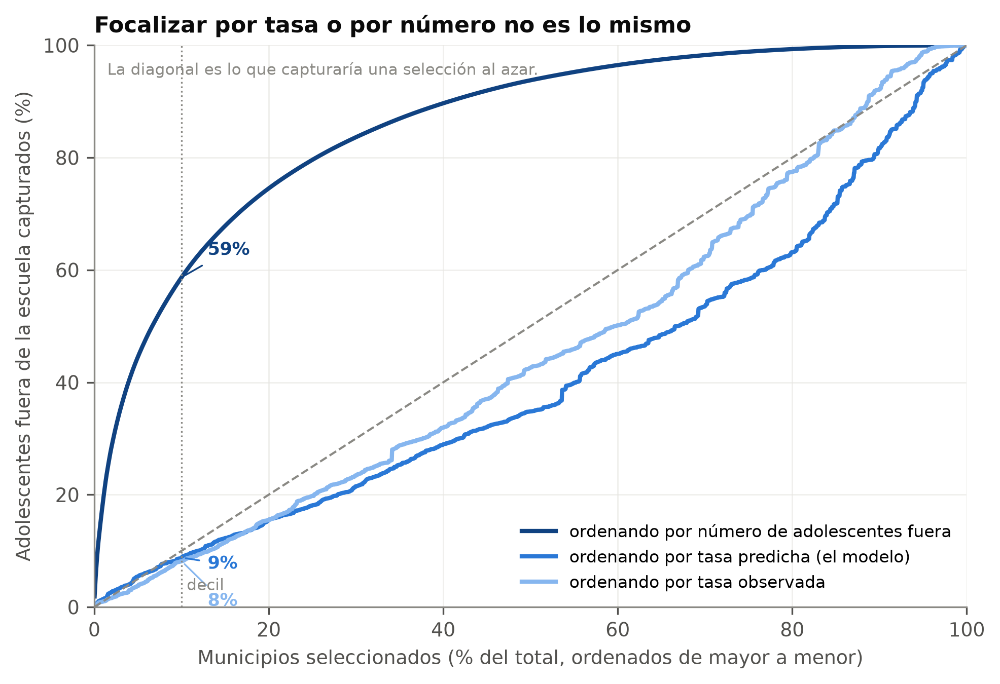 Focalizar por tasa o por número no es lo mismo
Adolescentes fuera de la escuela capturados (%)
100
80
60
40
20
0
La diagonal es lo que capturaría una selección al azar.
59%
9%
decil
8%
ordenando por número de adolescentes fuera
ordenando por tasa predicha (el modelo)
ordenando por tasa observada
0 20 40 60 80 100
Municipios seleccionados (% del total, ordenados de mayor a menor)